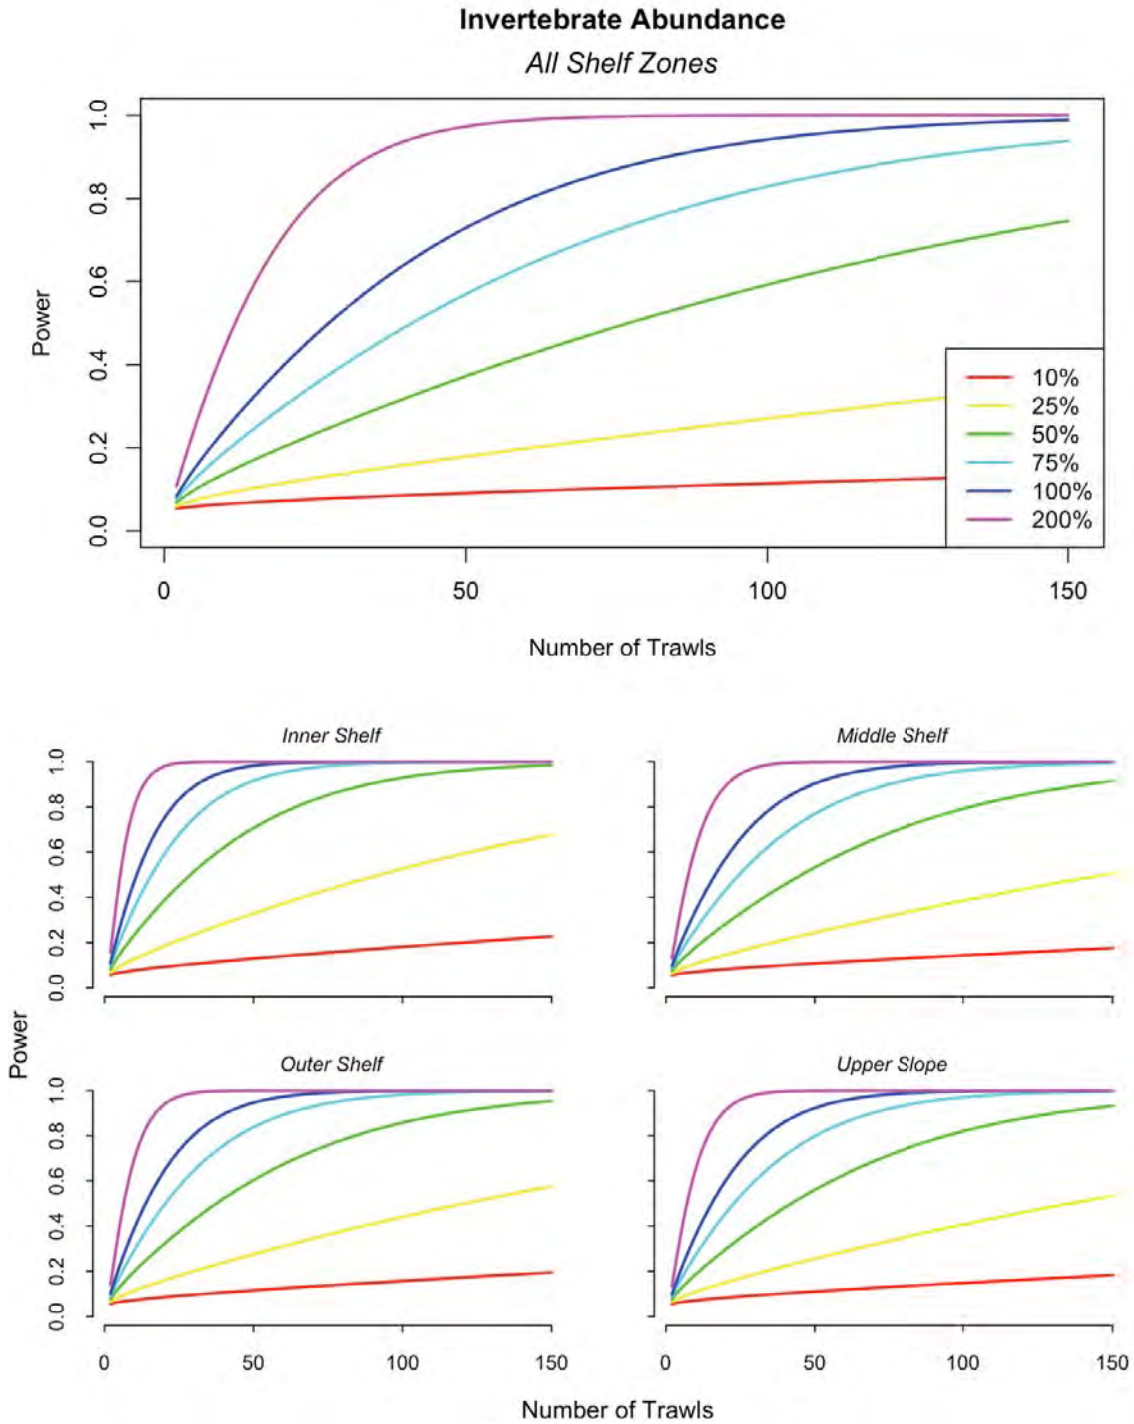 Invertebrate Abundance
All Shelf Zones
Power
1.0
0.8
0.6
0.4
0.2
0.0
10%
25%
50%
75%
100%
200%
0 50 100 150
Number of Trawls
Inner Shelf
Middle Shelf
1.0
0.8
0.6
0.4
0.2
0.0
Power
Outer Shelf
Upper Slope
1.0
0.8
0.6
0.4
0.2
0.0
0 50 100 150
0 50 100 150
Number of Trawls